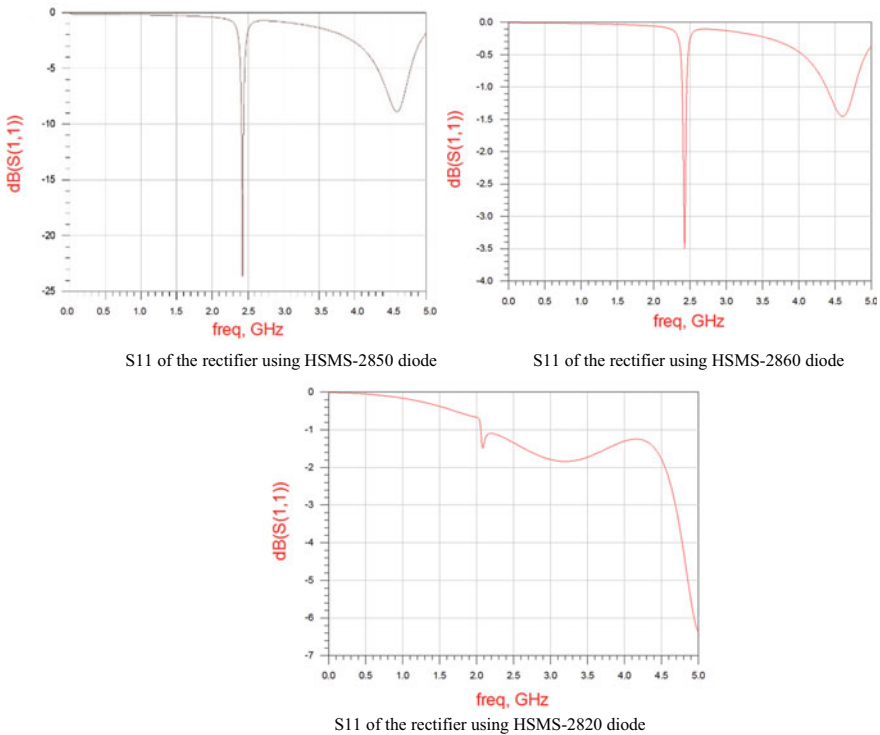 0
-5
-10
-15
-20
-25
dB(S(1,1))
0.0 0.5 1.0 1.5 2.0 2.5 3.0 3.5 4.0 4.5 5.0
freq, GHz
S11 of the rectifier using HSMS-2850 diode
0.0
-0.5
-1.0
-1.5
-2.0
-2.5
-3.0
-3.5
-4.0
dB(S(1,1))
0.0 0.5 1.0 1.5 2.0 2.5 3.0 3.5 4.0 4.5 5.0
freq, GHz
S11 of the rectifier using HSMS-2860 diode
0
-1
-2
-3
-4
-5
-6
-7
dB(S(1,1))
0.0 0.5 1.0 1.5 2.0 2.5 3.0 3.5 4.0 4.5 5.0
freq, GHz
S11 of the rectifier using HSMS-2820 diode